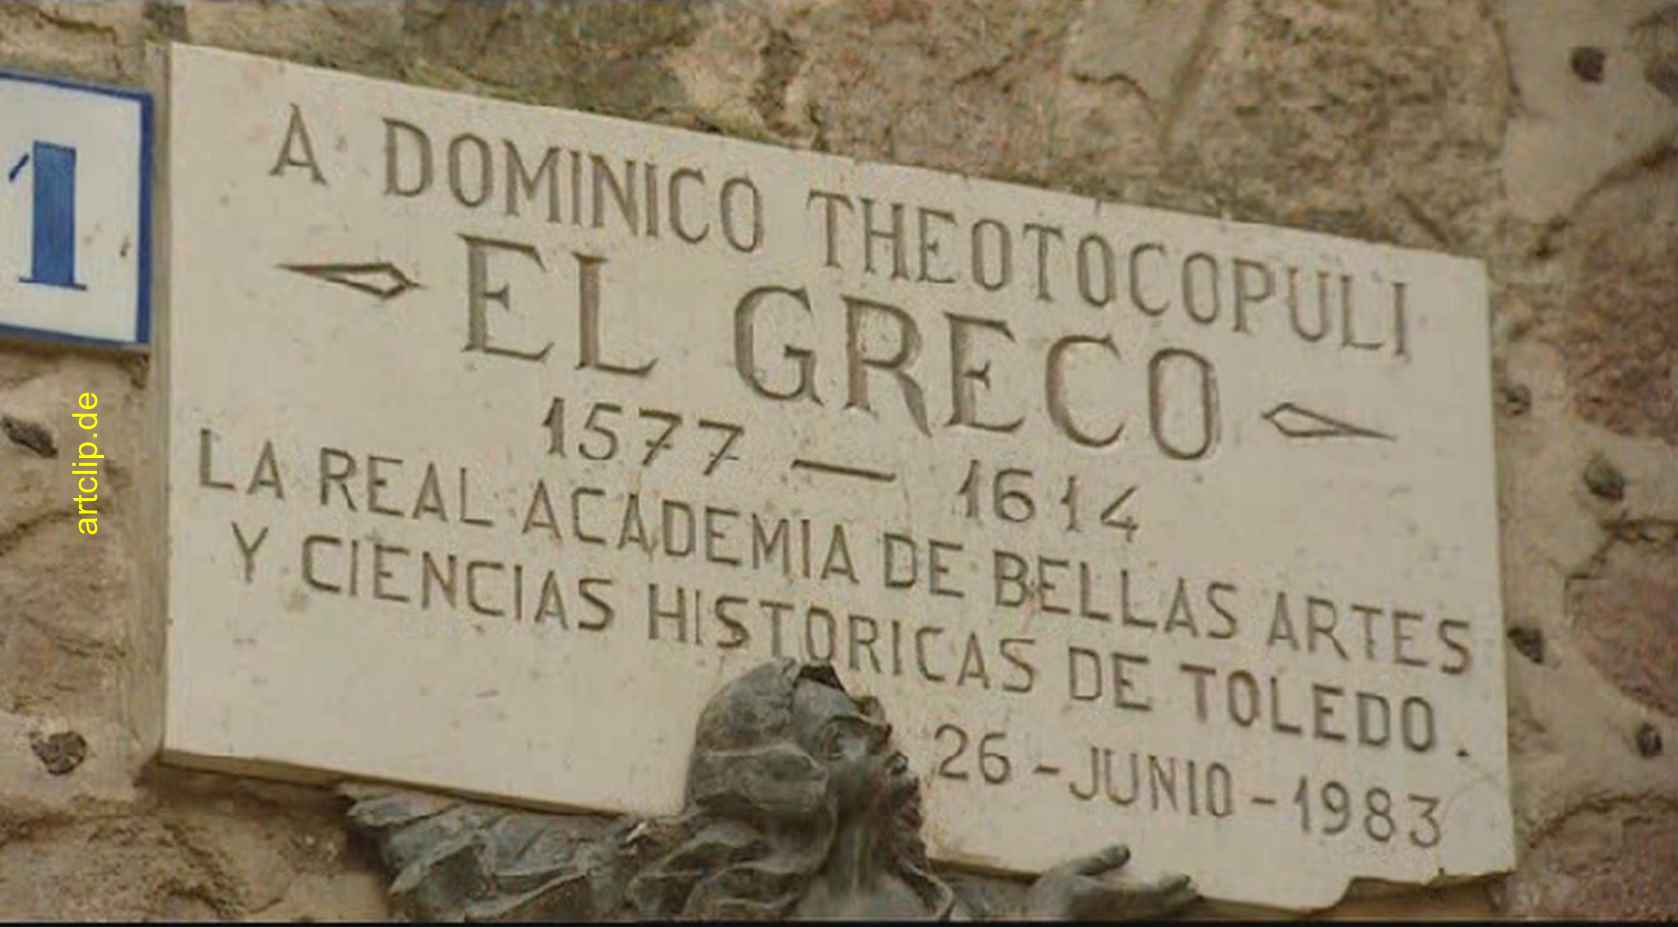 1
A DOMINICO THEOTOCOPULI
EL GRECO
1577 — 1614
LA REAL ACADEMIA DE BELLAS ARTES
Y CIENCIAS HISTORICAS DE TOLEDO.
26-JUNIO-1983
artclip.de